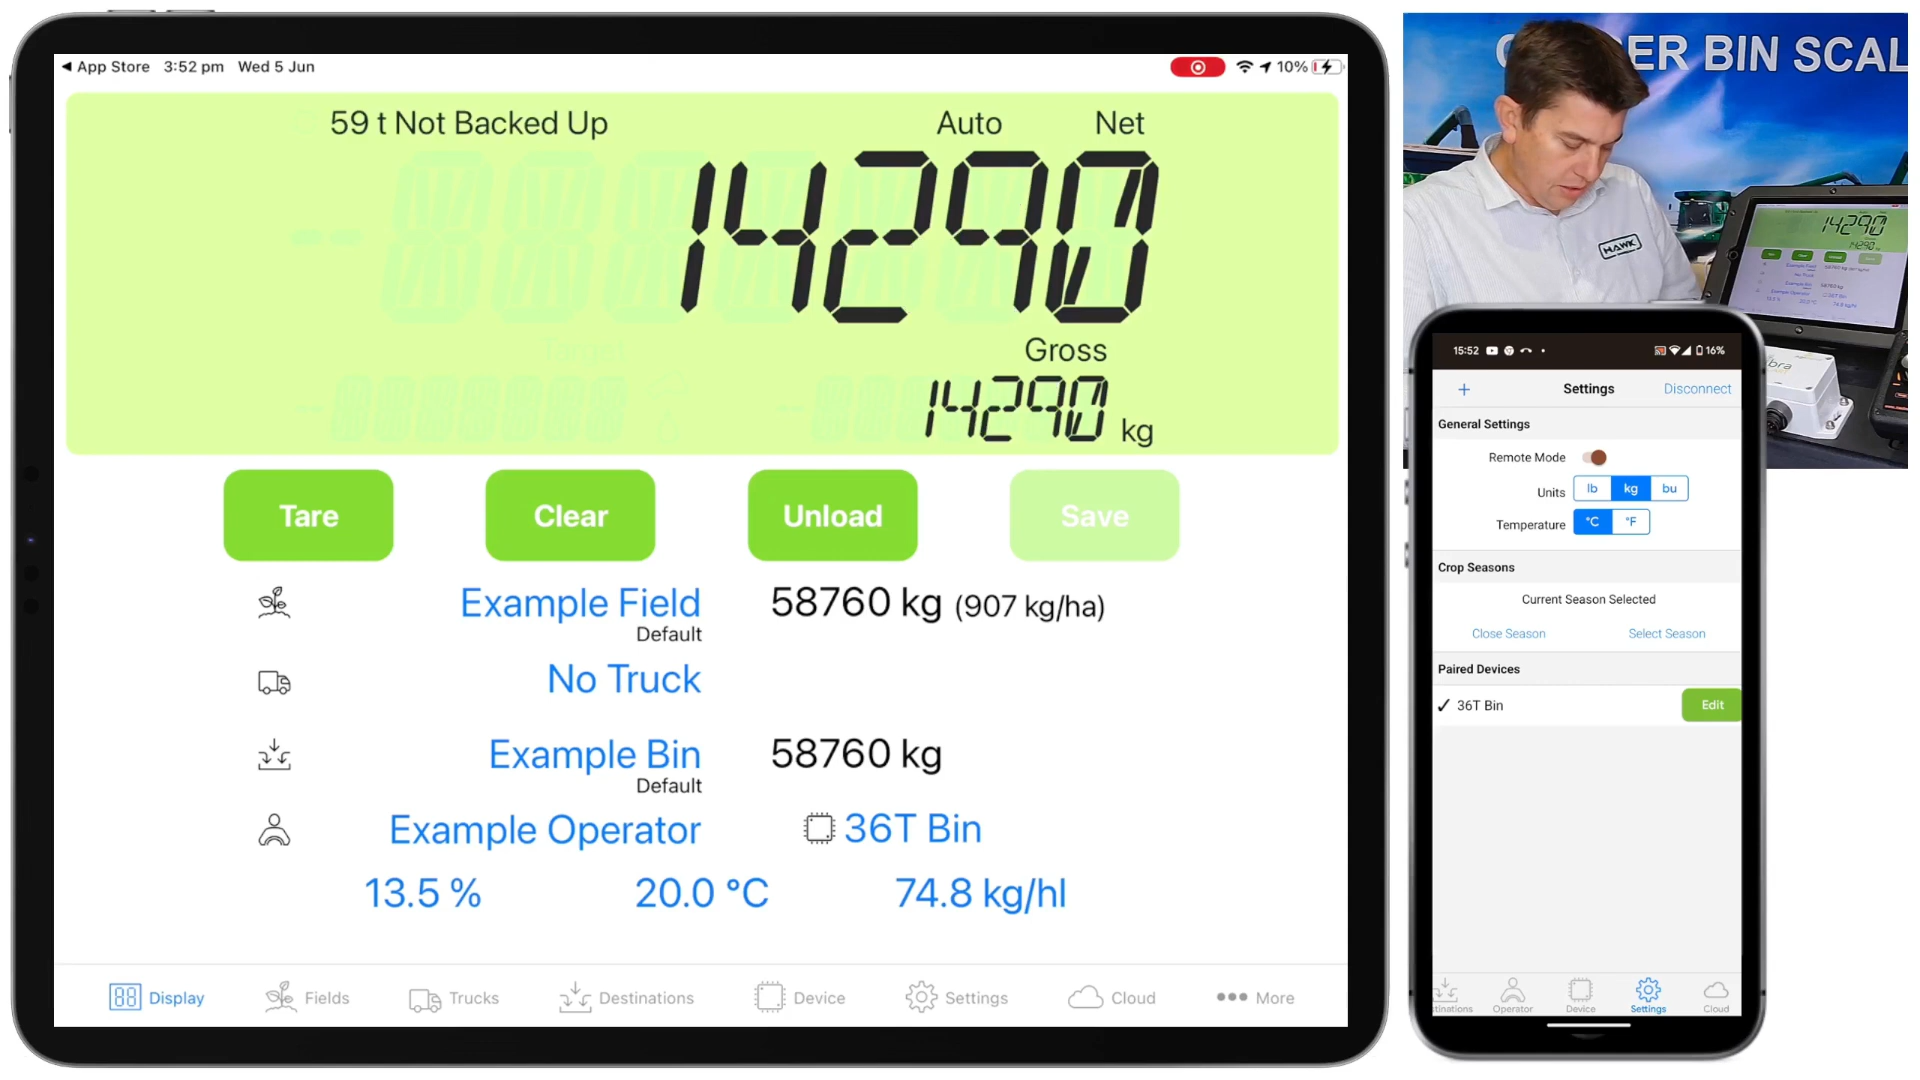 App Store 3:52 pm Wed 5 Jun
10%
59 t Not Backed Up
Auto Net
14290
Gross
14290 kg
Tare Clear Unload Save
Example Field 58760 kg (907 kg/ha)
Default
No Truck
Example Bin 58760 kg
Default
Example Operator 36T Bin
13.5 % 20.0 °C 74.8 kg/hl
Display Fields Trucks Destinations Device Settings Cloud More
ER BIN SCAL
HAWK
14290
15:52 16%
+ Settings Disconnect
General Settings
Remote Mode
Units lb kg bu
Temperature °C °F
Crop Seasons
Current Season Selected
Close Season Select Season
Paired Devices
✓ 36T Bin Edit
tinations Operator Device Settings Cloud